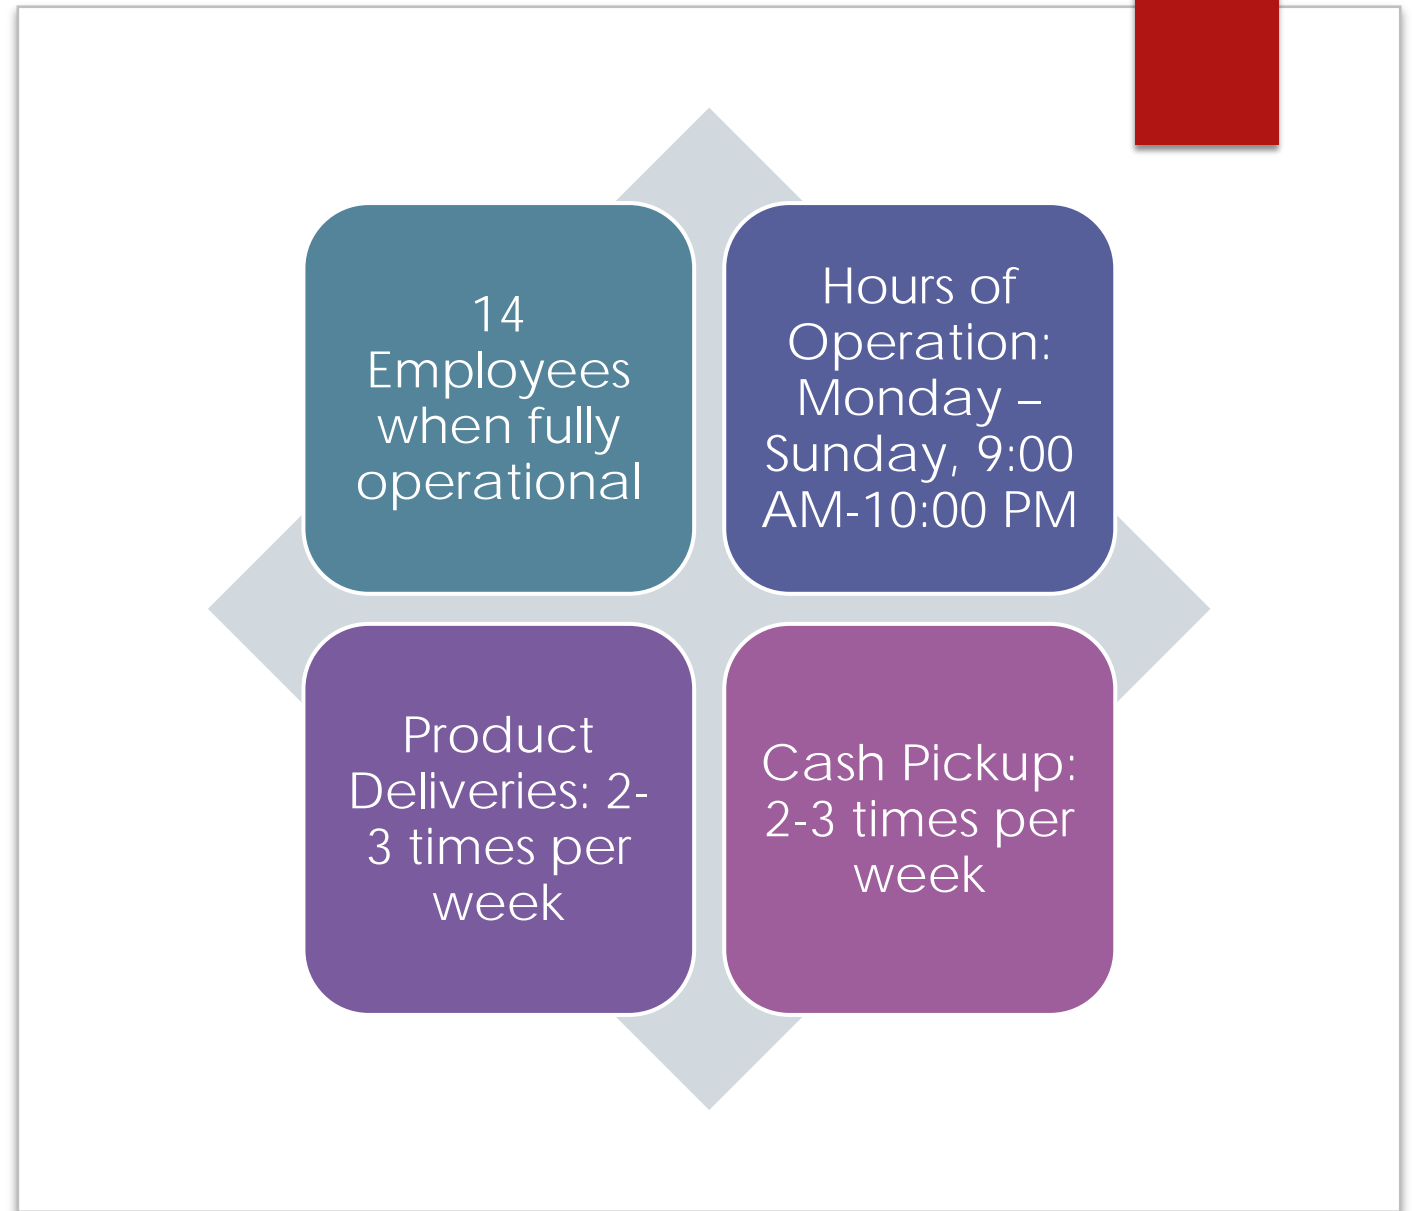 14
Employees
when fully
operational
Hours of
Operation:
Monday –
Sunday, 9:00
AM-10:00 PM
Product
Deliveries: 2-
3 times per
week
Cash Pickup:
2-3 times per
week